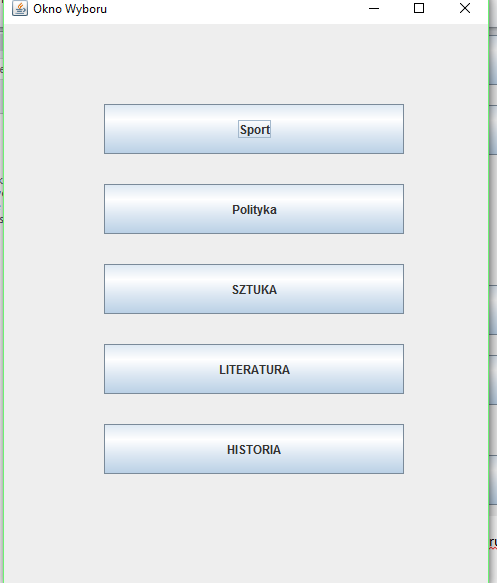 Okno Wyboru
Sport
Polityka
SZTUKA
LITERATURA
HISTORIA